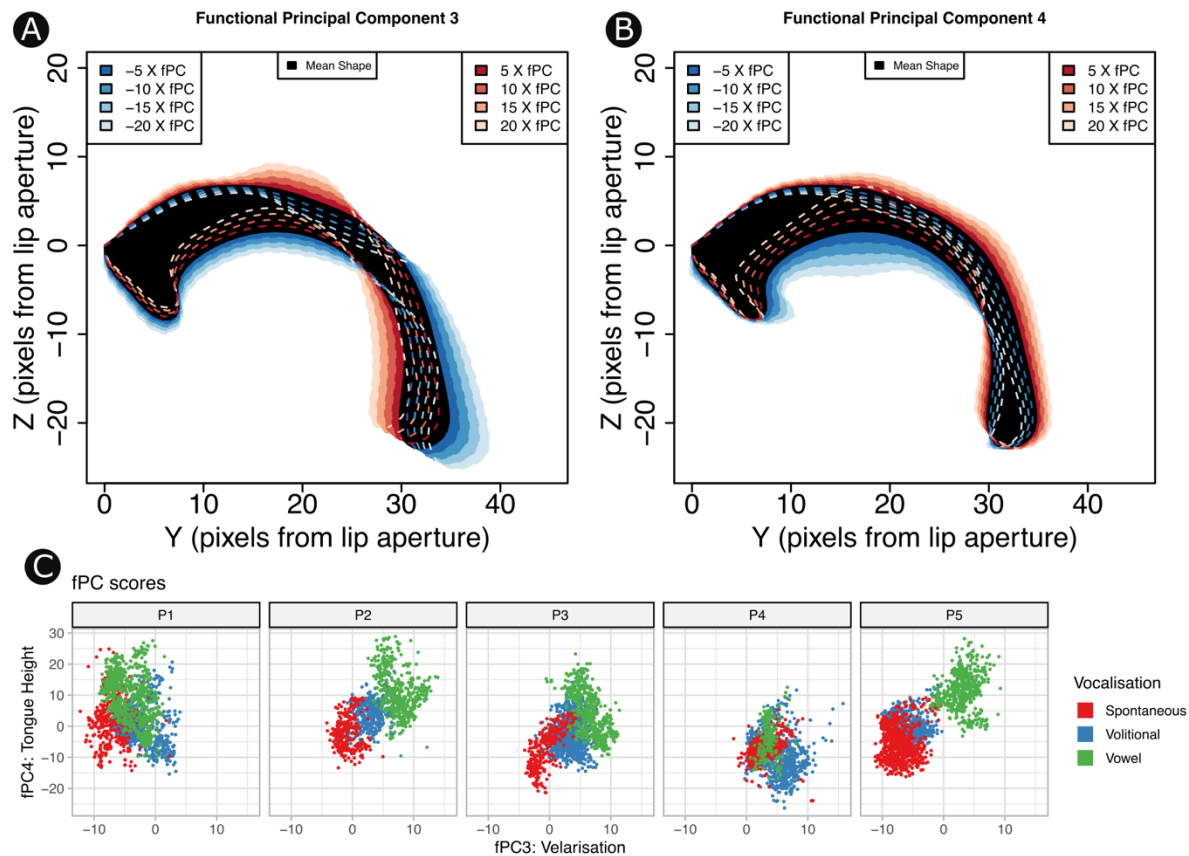 A
Functional Principal Component 3
−5 X fPC
−10 X fPC
−15 X fPC
−20 X fPC
Mean Shape
5 X fPC
10 X fPC
15 X fPC
20 X fPC
20
10
0
−10
−20
Z (pixels from lip aperture)
0 10 20 30 40
Y (pixels from lip aperture)
B
Functional Principal Component 4
−5 X fPC
−10 X fPC
−15 X fPC
−20 X fPC
Mean Shape
5 X fPC
10 X fPC
15 X fPC
20 X fPC
20
10
0
−10
−20
Z (pixels from lip aperture)
0 10 20 30 40
Y (pixels from lip aperture)
C
fPC scores
P1 P2 P3 P4 P5
30
20
10
0
−10
−20
fPC4: Tongue Height
−10 0 10 −10 0 10 −10 0 10 −10 0 10 −10 0 10
fPC3: Velarisation
Vocalisation
Spontaneous
Volitional
Vowel